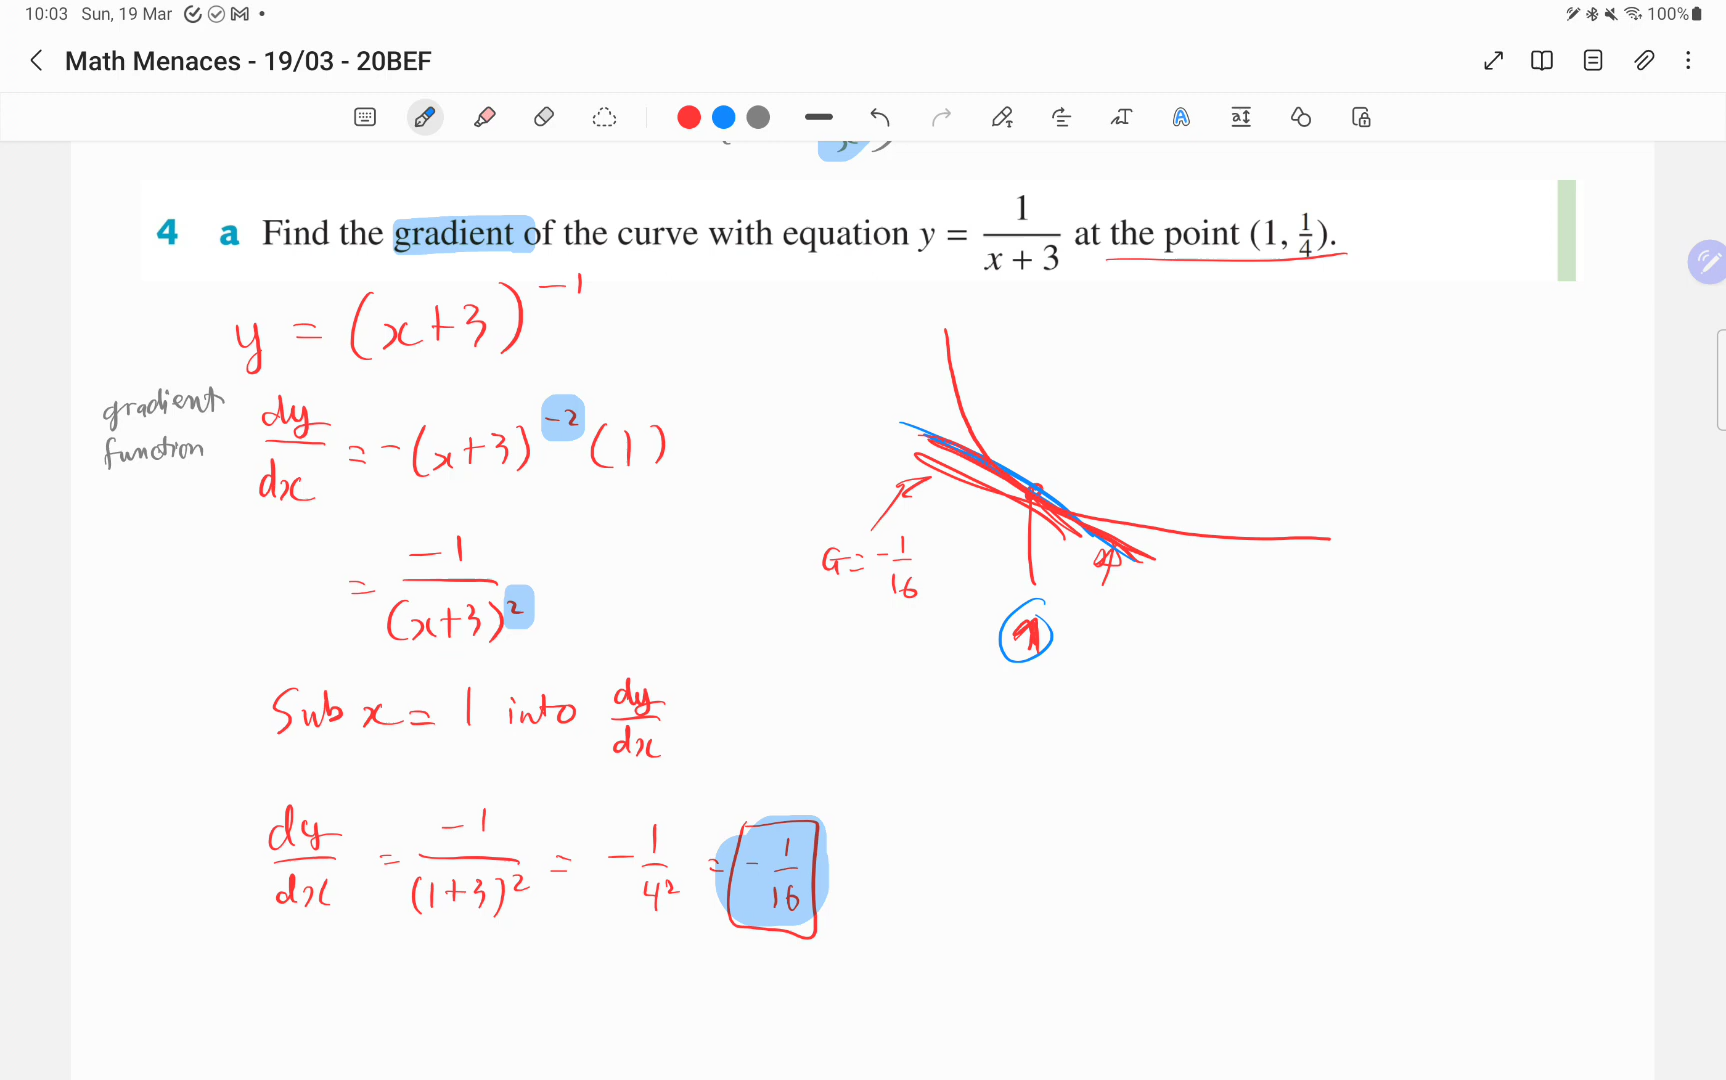 10:03 Sun, 19 Mar 100%
Math Menaces - 19/03 - 20BEF
4 a Find the gradient of the curve with equation y = 1/(x + 3) at the point (1, 1/4).
y = (x+3)^-1
gradient function
dy/dx = -(x+3)^-2 (1)
= -1/(x+3)^2
G = -1/16
1
Sub x = 1 into dy/dx
dy/dx = -1/(1+3)^2 = -1/4^2 = -1/16